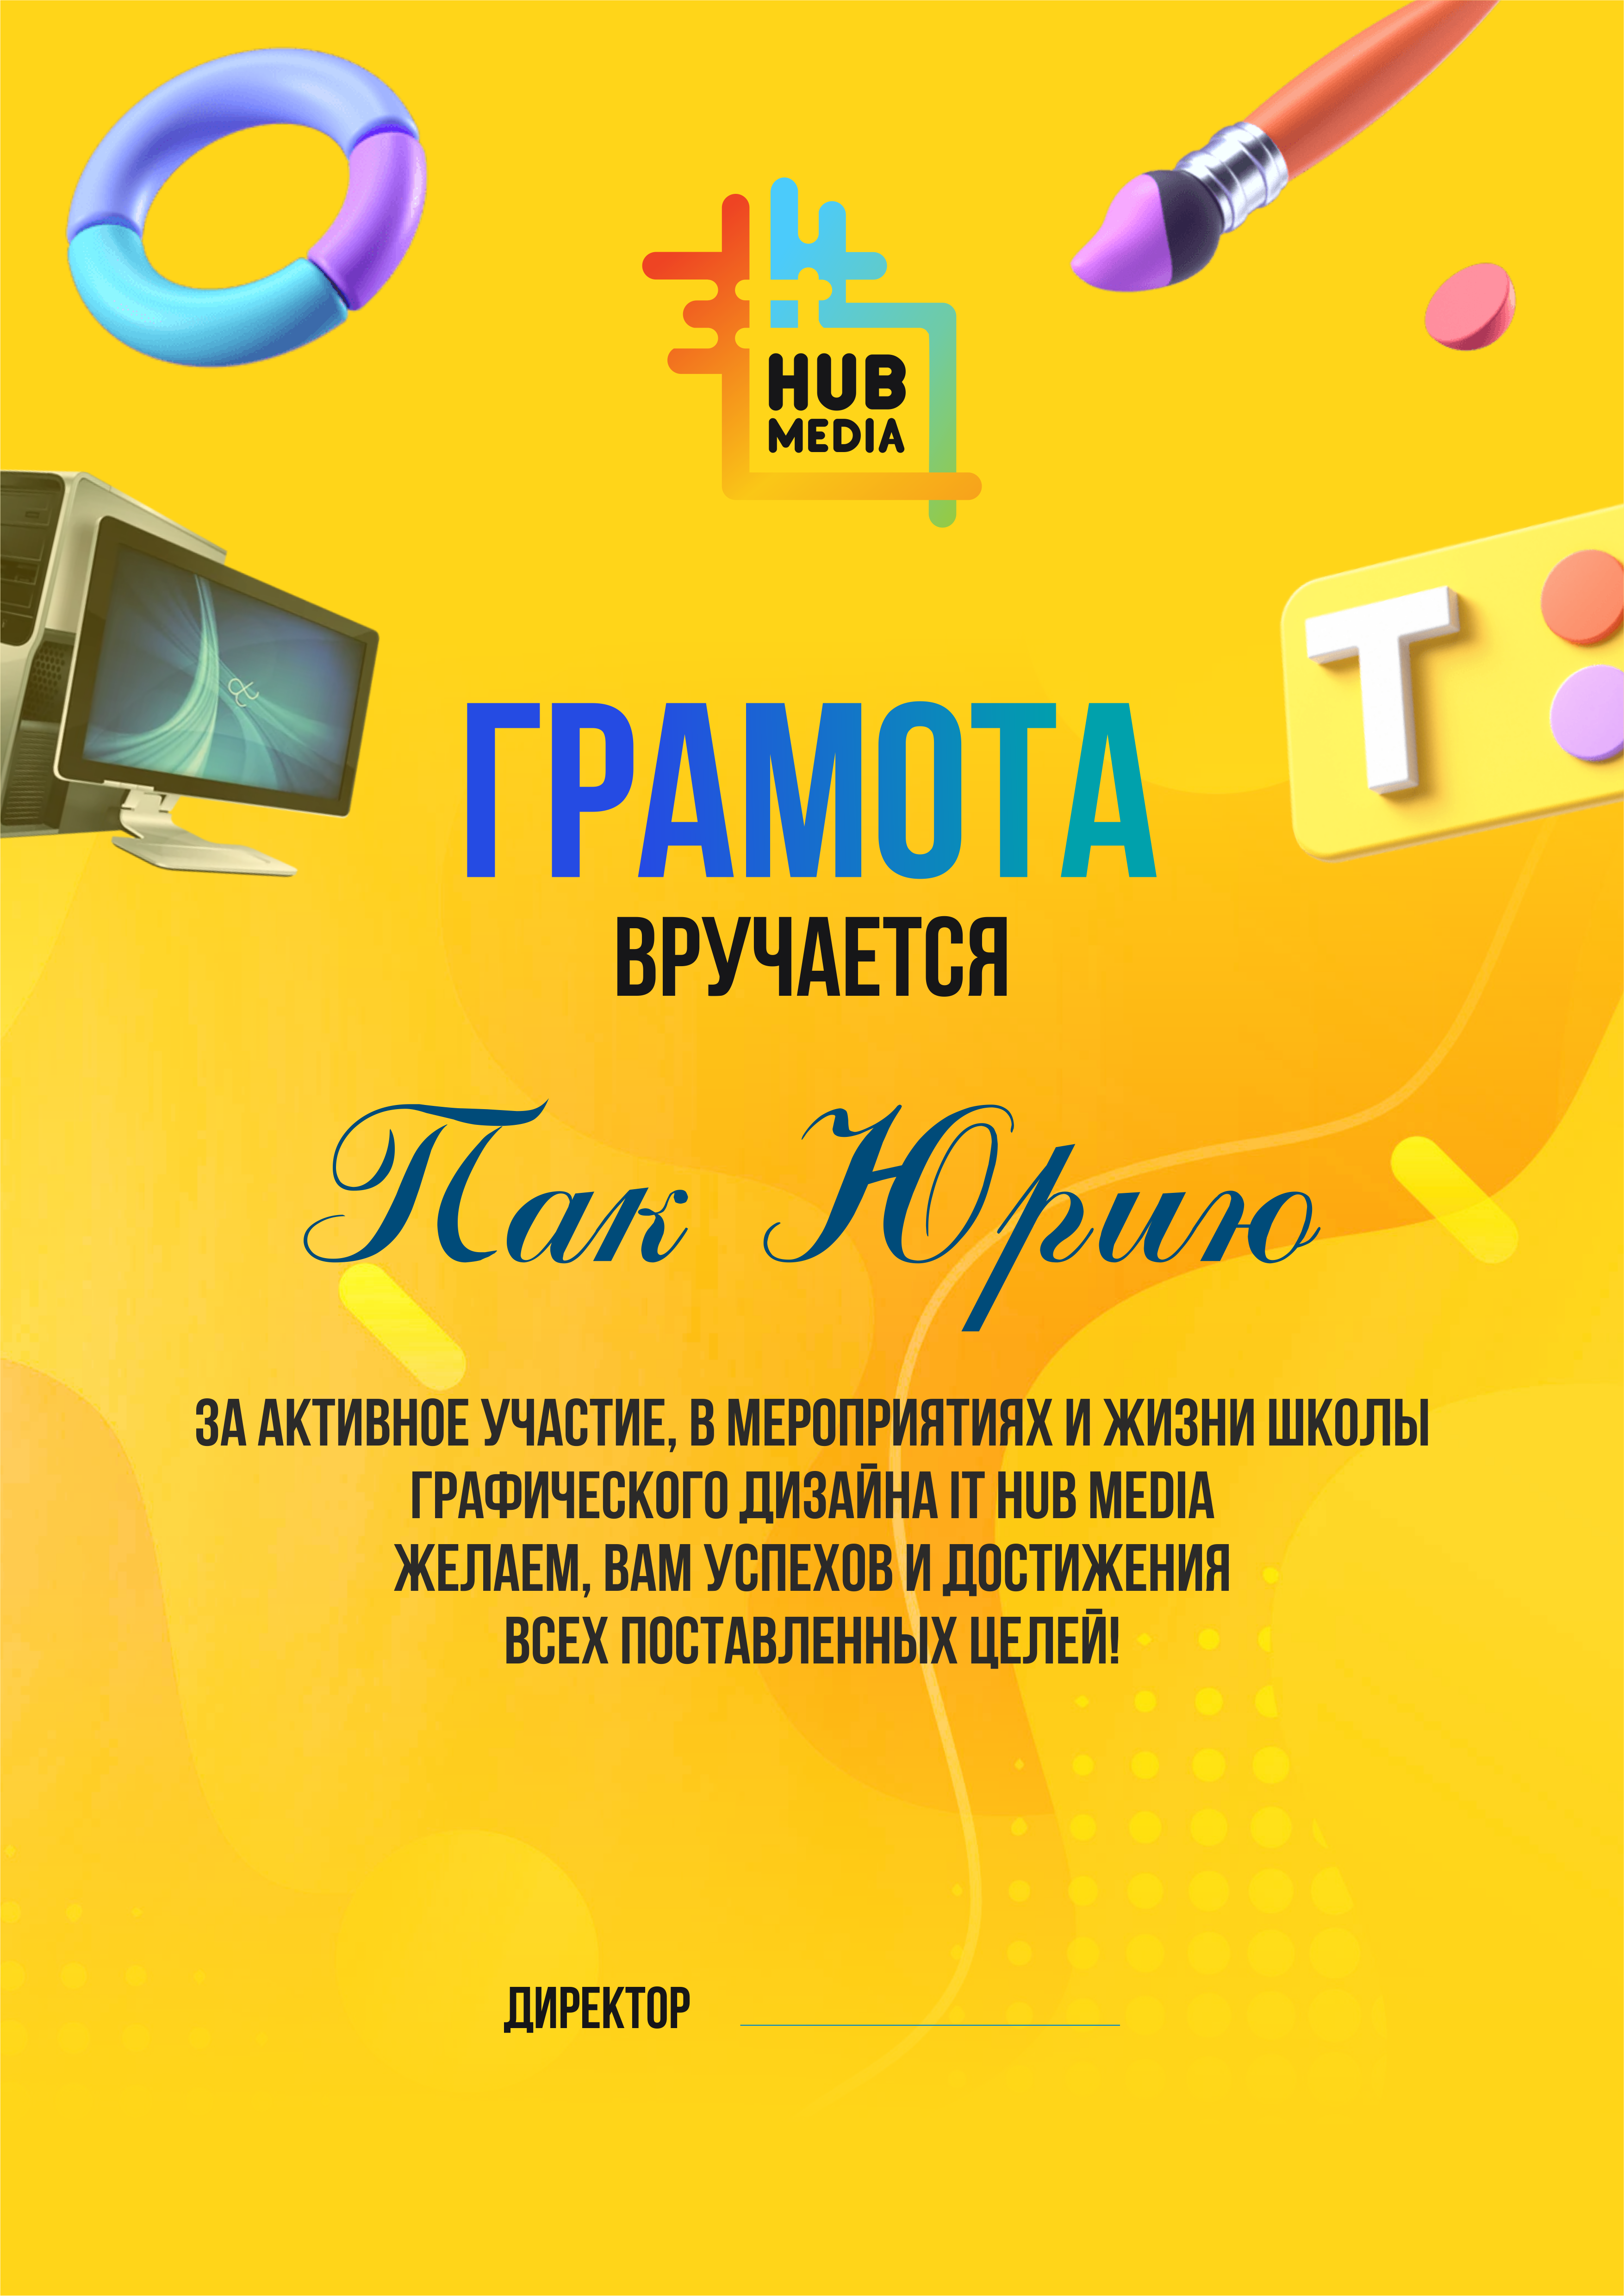 HUB
MEDIA
T
ГРАМОТА
ВРУЧАЕТСЯ
Пак Юрию
ЗА АКТИВНОЕ УЧАСТИЕ, В МЕРОПРИЯТИЯХ И ЖИЗНИ ШКОЛЫ
ГРАФИЧЕСКОГО ДИЗАЙНА IT HUB MEDIA
ЖЕЛАЕМ, ВАМ УСПЕХОВ И ДОСТИЖЕНИЯ
ВСЕХ ПОСТАВЛЕННЫХ ЦЕЛЕЙ!
ДИРЕКТОР